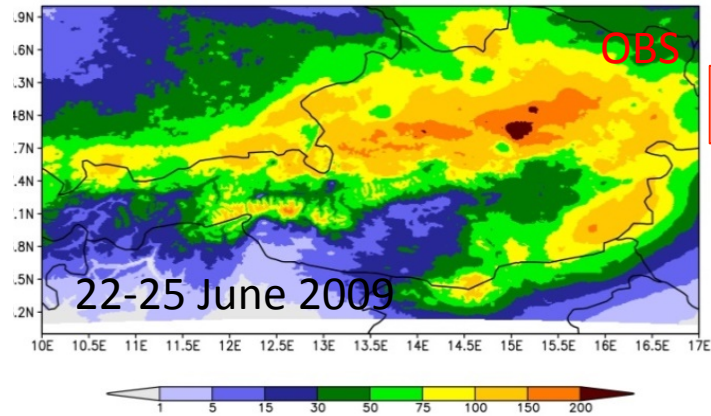 .9N
OBS
.6N
.3N
48N
.7N
.4N
.1N
.8N
.5N
22-25 June 2009
.2N
10E 10.5E 11E 11.5E 12E 12.5E 13E 13.5E 14E 14.5E 15E 15.5E 16E 16.5E 17E
1 5 15 30 50 75 100 150 200